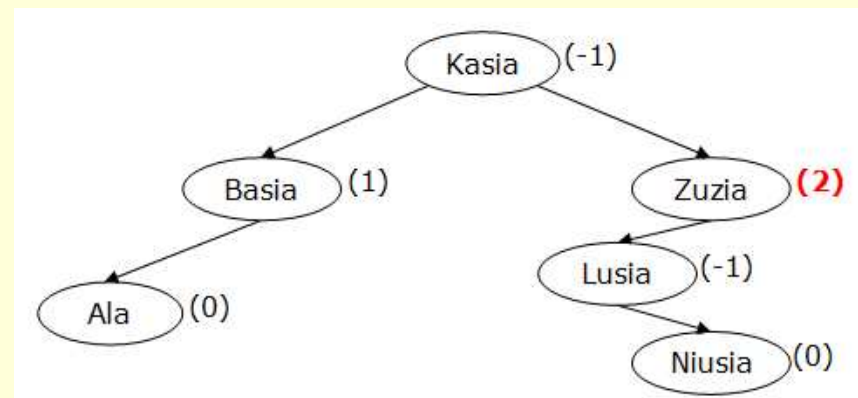 Kasia (-1)
Basia (1)
Zuzia (2)
Lusia (-1)
Ala (0)
Niusia (0)